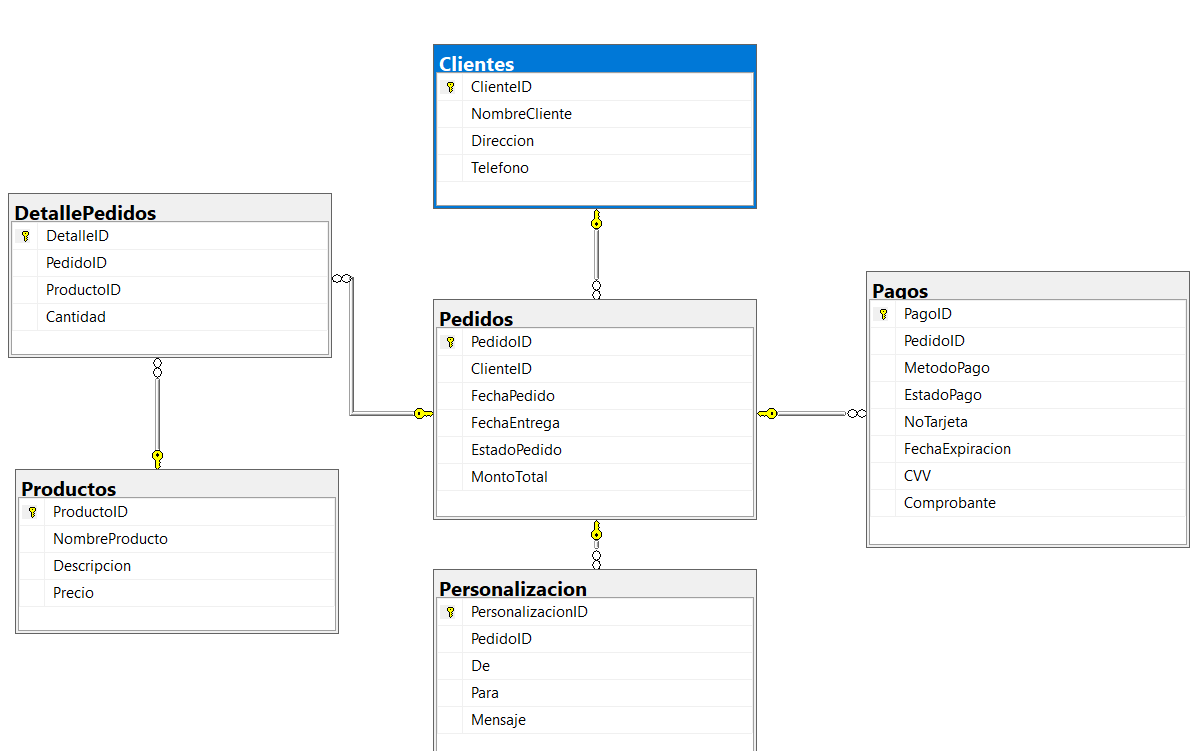 Clientes
ClienteID
NombreCliente
Direccion
Telefono
DetallePedidos
DetalleID
PedidoID
ProductoID
Cantidad
Pedidos
PedidoID
ClienteID
FechaPedido
FechaEntrega
EstadoPedido
MontoTotal
Pagos
PagoID
PedidoID
MetodoPago
EstadoPago
NoTarjeta
FechaExpiracion
CVV
Comprobante
Productos
ProductoID
NombreProducto
Descripcion
Precio
Personalizacion
PersonalizacionID
PedidoID
De
Para
Mensaje